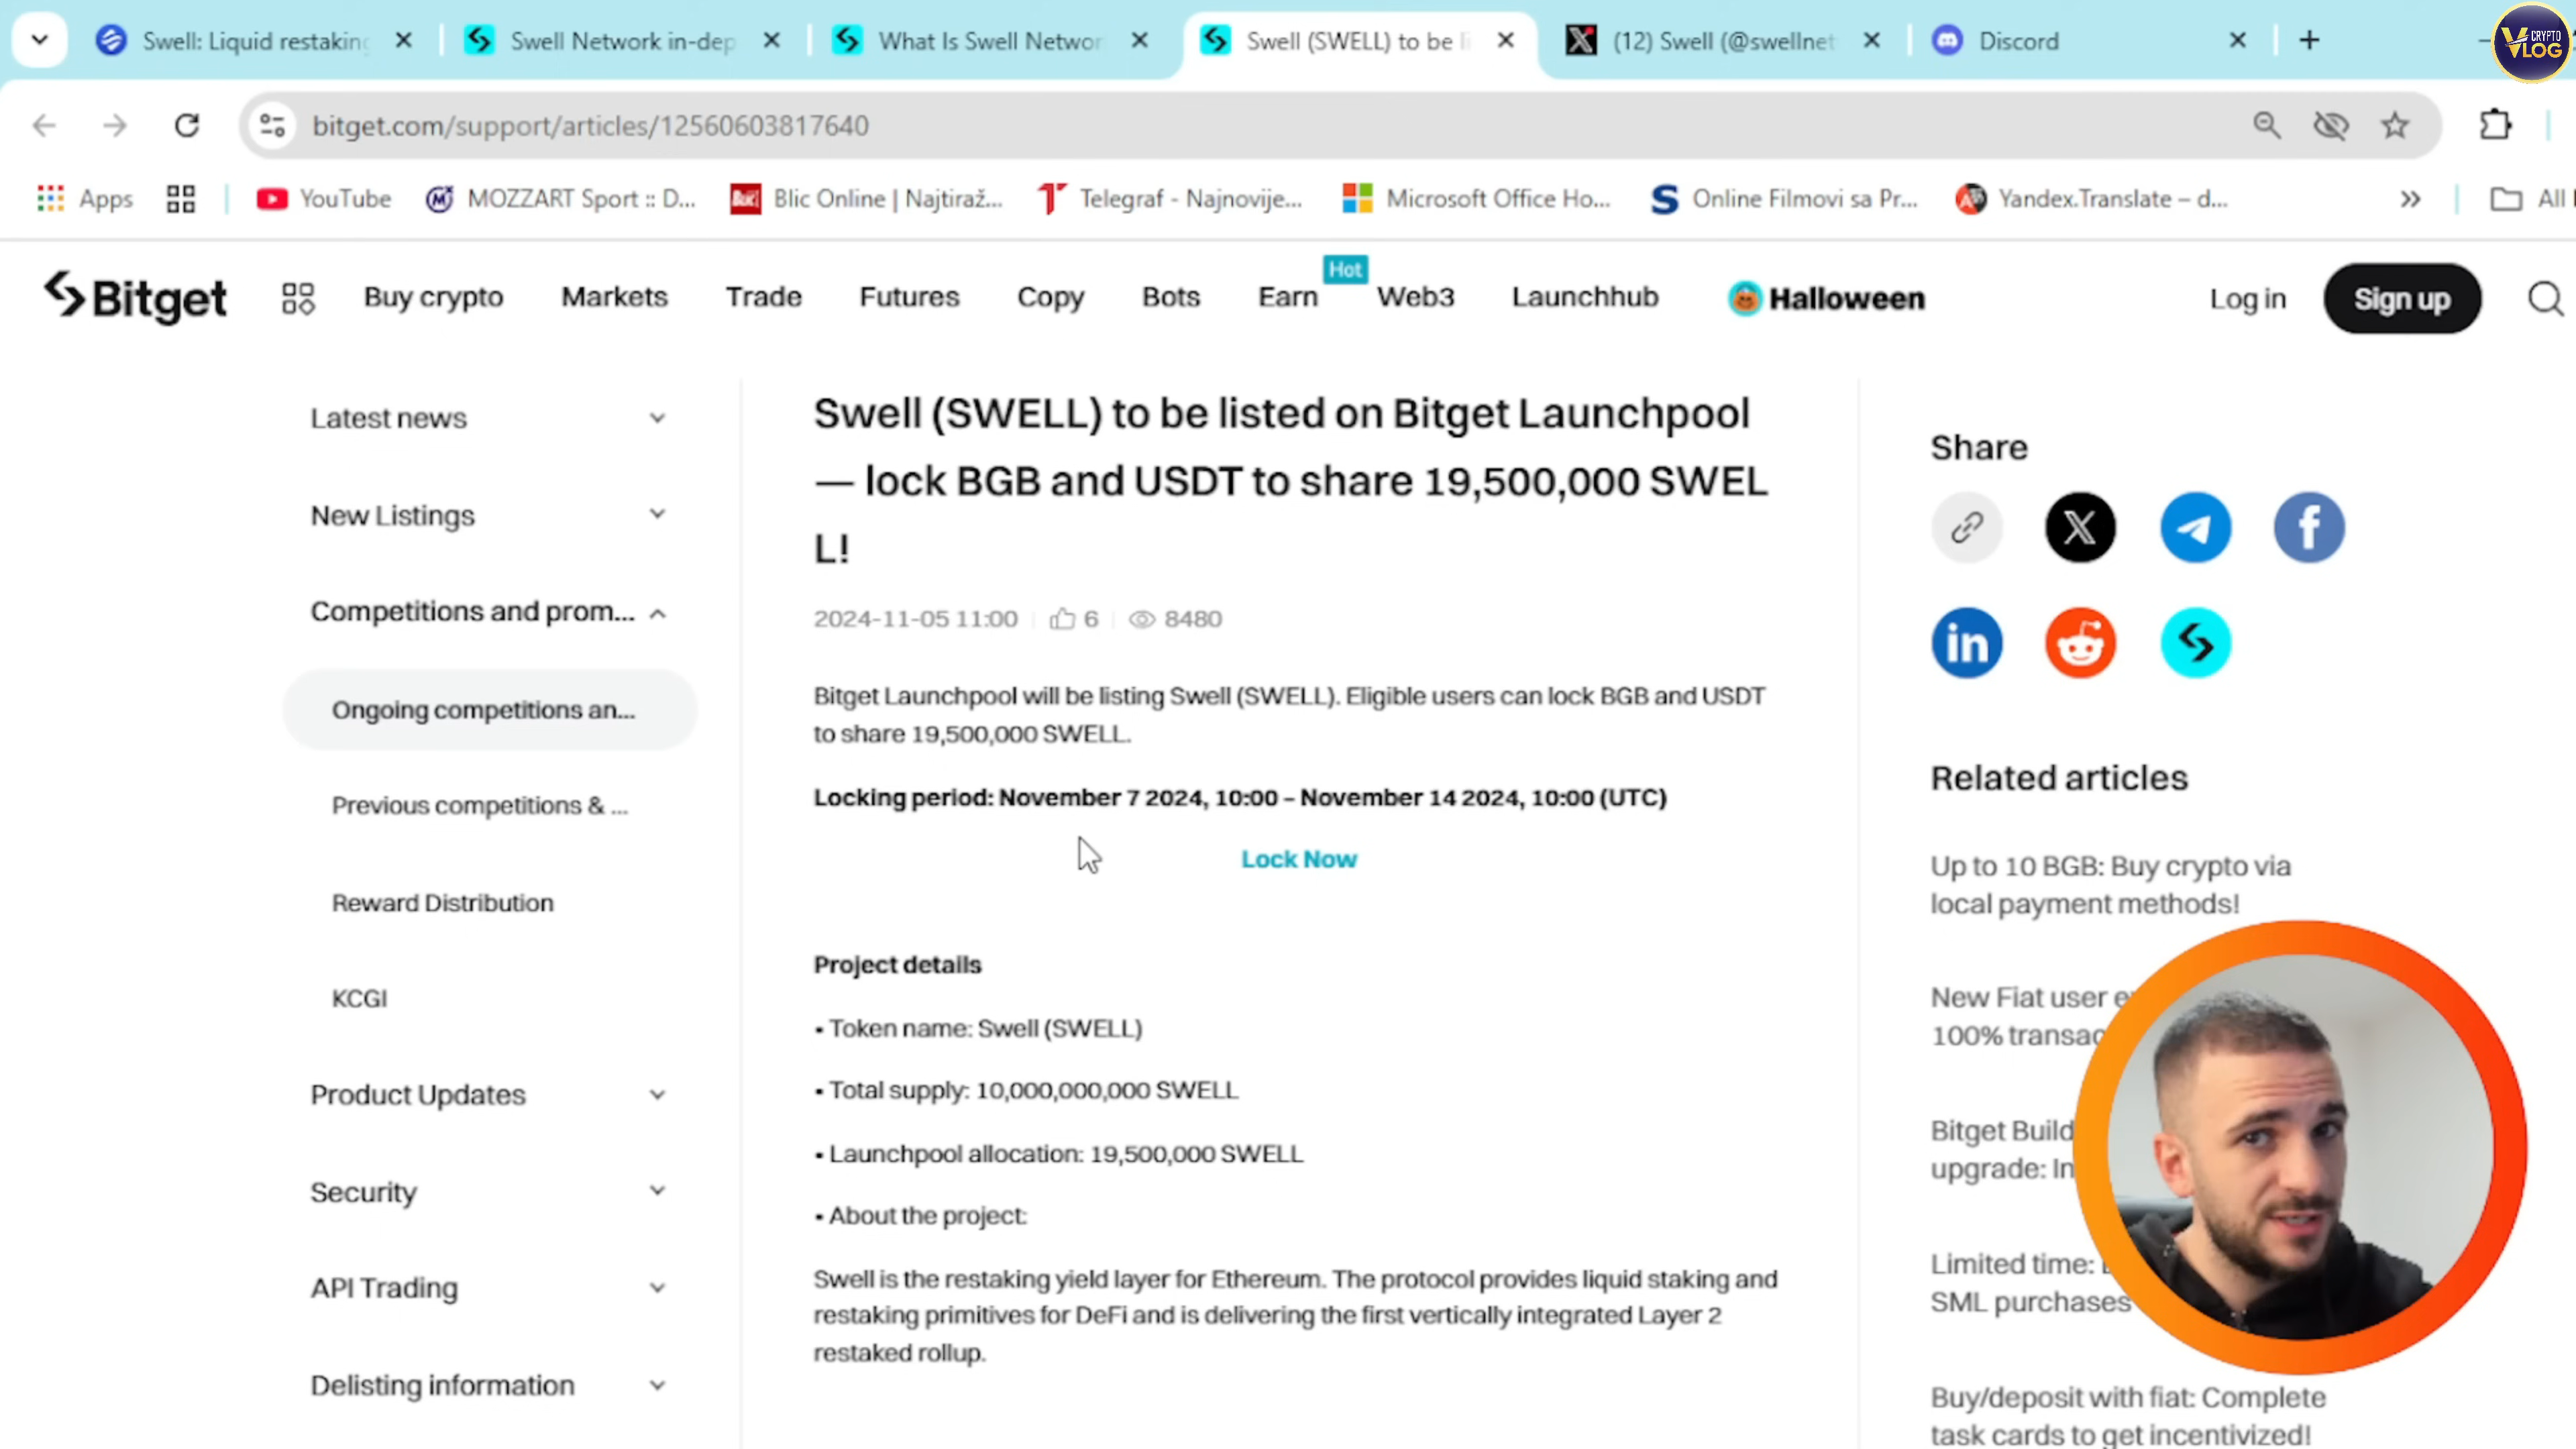 Swell: Liquid restaking
Swell Network in-dep
What Is Swell Networ
Swell (SWELL) to be li
(12) Swell (@swellnet
Discord
CRYPTO
VLOG
bitget.com/support/articles/12560603817640
Apps
YouTube
MOZZART Sport :: D...
Blic Online | Najtiraž...
Telegraf - Najnovije...
Microsoft Office Ho...
Online Filmovi sa Pr...
Yandex.Translate – d...
All
Bitget
Buy crypto
Markets
Trade
Futures
Copy
Bots
Earn
Hot
Web3
Launchhub
Halloween
Log in
Sign up
Latest news
New Listings
Competitions and prom...
Ongoing competitions an...
Previous competitions & ...
Reward Distribution
KCGI
Product Updates
Security
API Trading
Delisting information
Swell (SWELL) to be listed on Bitget Launchpool
— lock BGB and USDT to share 19,500,000 SWEL
L!
2024-11-05 11:00 6 8480
Bitget Launchpool will be listing Swell (SWELL). Eligible users can lock BGB and USDT
to share 19,500,000 SWELL.
Locking period: November 7 2024, 10:00 – November 14 2024, 10:00 (UTC)
Lock Now
Project details
▪ Token name: Swell (SWELL)
▪ Total supply: 10,000,000,000 SWELL
▪ Launchpool allocation: 19,500,000 SWELL
▪ About the project:
Swell is the restaking yield layer for Ethereum. The protocol provides liquid staking and
restaking primitives for DeFi and is delivering the first vertically integrated Layer 2
restaked rollup.
Share
Related articles
Up to 10 BGB: Buy crypto via
local payment methods!
New Fiat user e
100% transac
Bitget Build
upgrade: In
Limited time:
SML purchases
Buy/deposit with fiat: Complete
task cards to get incentivized!